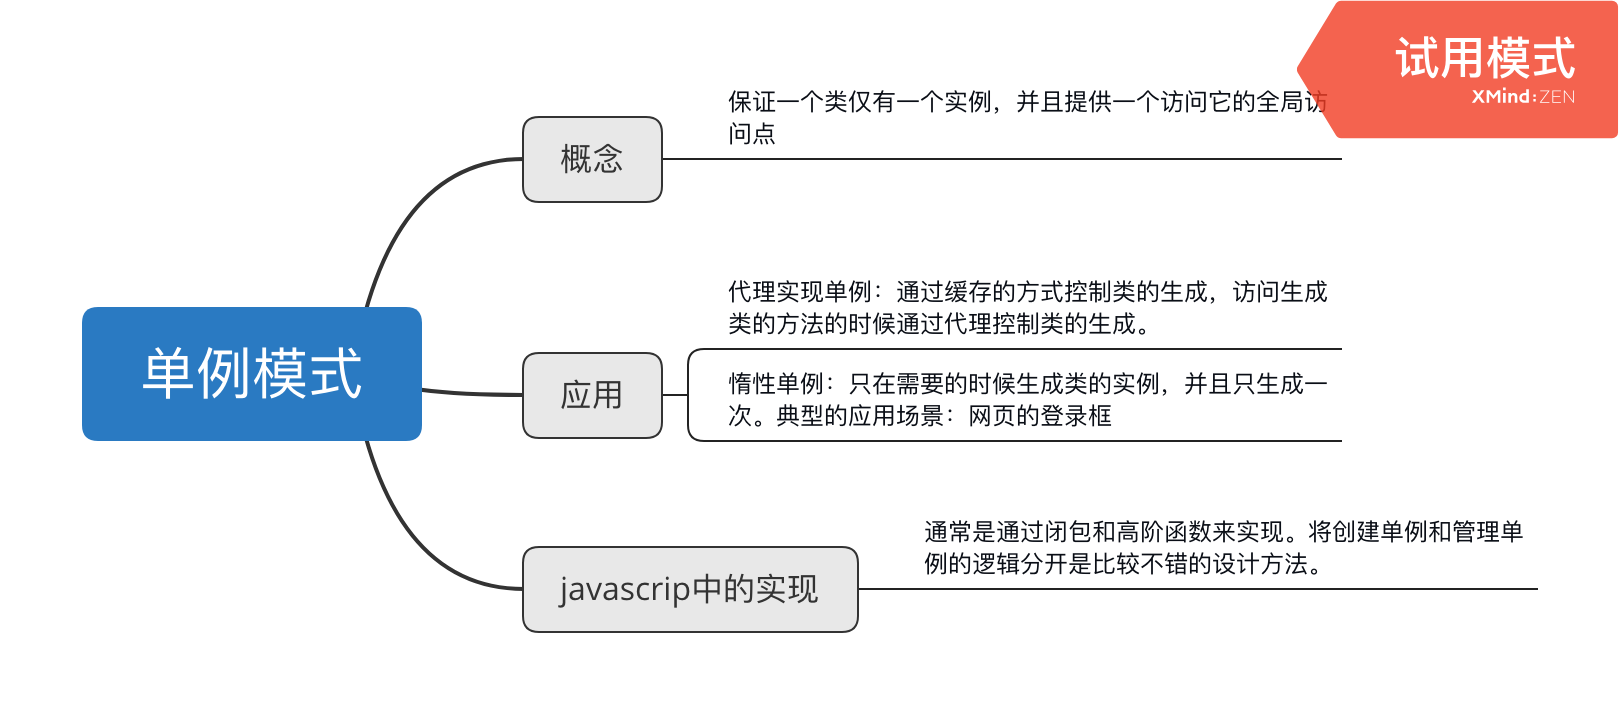 试用模式
XMind:ZEN
保证一个类仅有一个实例，并且提供一个访问它的全局访
问点
概念
代理实现单例：通过缓存的方式控制类的生成，访问生成
类的方法的时候通过代理控制类的生成。
单例模式
应用
惰性单例：只在需要的时候生成类的实例，并且只生成一
次。典型的应用场景：网页的登录框
通常是通过闭包和高阶函数来实现。将创建单例和管理单
例的逻辑分开是比较不错的设计方法。
javascrip中的实现